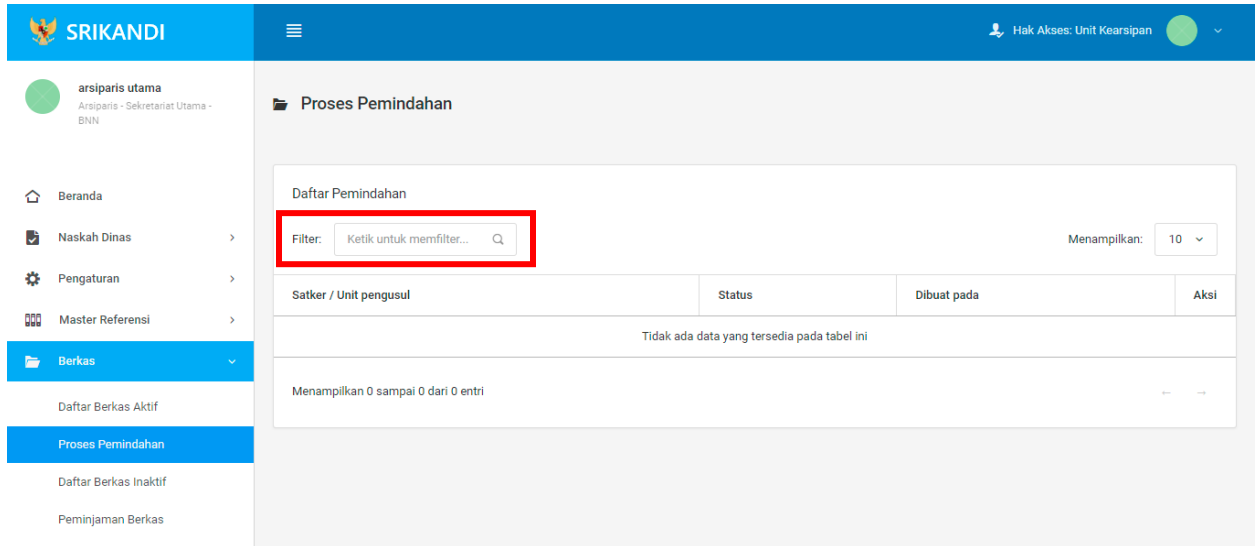 SRIKANDI
Hak Akses: Unit Kearsipan
arsiparis utama
Arsiparis - Sekretariat Utama -
BNN
Proses Pemindahan
Beranda
Naskah Dinas
Pengaturan
Master Referensi
Berkas
Daftar Berkas Aktif
Proses Pemindahan
Daftar Berkas Inaktif
Peminjaman Berkas
Daftar Pemindahan
Filter: Ketik untuk memfilter... Menampilkan: 10
Satker / Unit pengusul Status Dibuat pada Aksi
Tidak ada data yang tersedia pada tabel ini
Menampilkan 0 sampai 0 dari 0 entri ← →